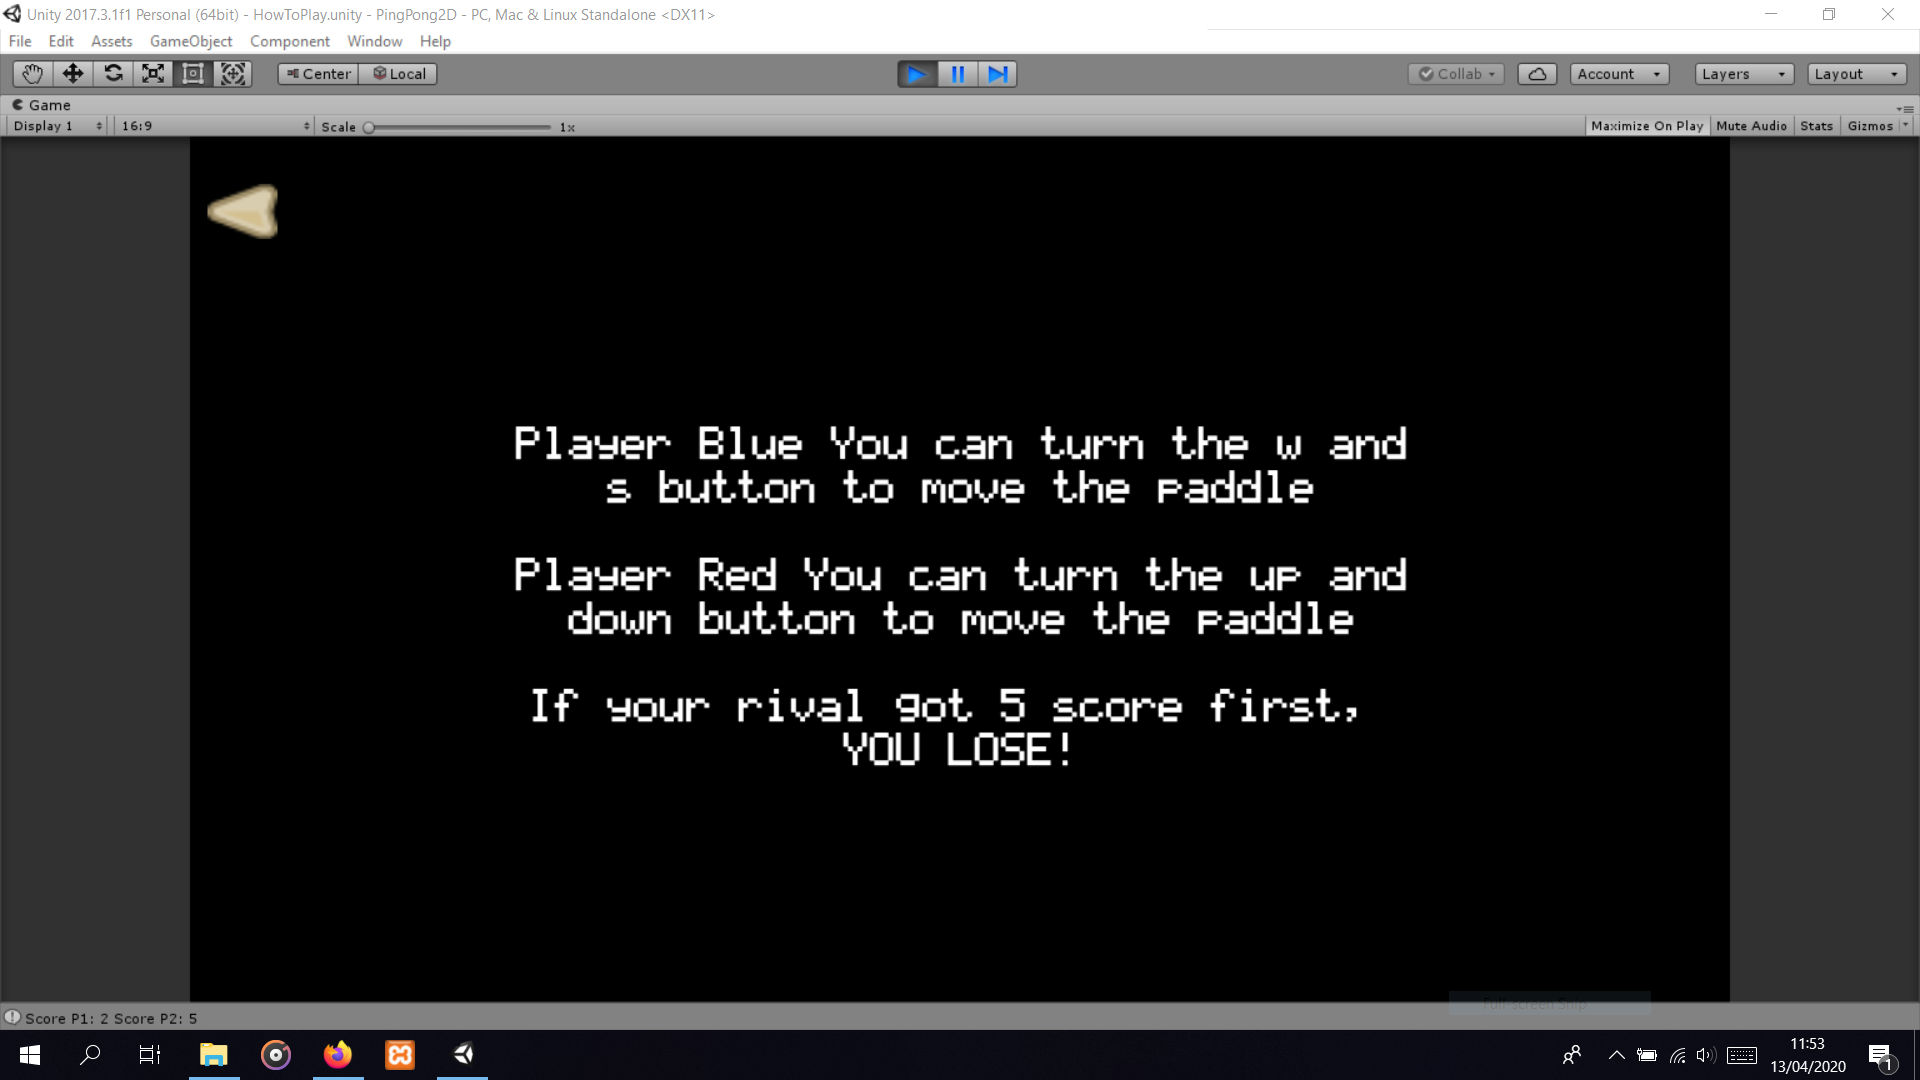 Unity 2017.3.1f1 Personal (64bit) - HowToPlay.unity - PingPong2D - PC, Mac & Linux Standalone <DX11>
File Edit Assets GameObject Component Window Help
Center Local Collab Account Layers Layout
Game
Display 1 16:9 Scale 1x Maximize On Play Mute Audio Stats Gizmos
Player Blue You can turn the w and
s button to move the paddle
Player Red You can turn the up and
down button to move the paddle
If your rival got 5 score first,
YOU LOSE!
Full-screen Snip
Score P1: 2 Score P2: 5
11:53
13/04/2020
1